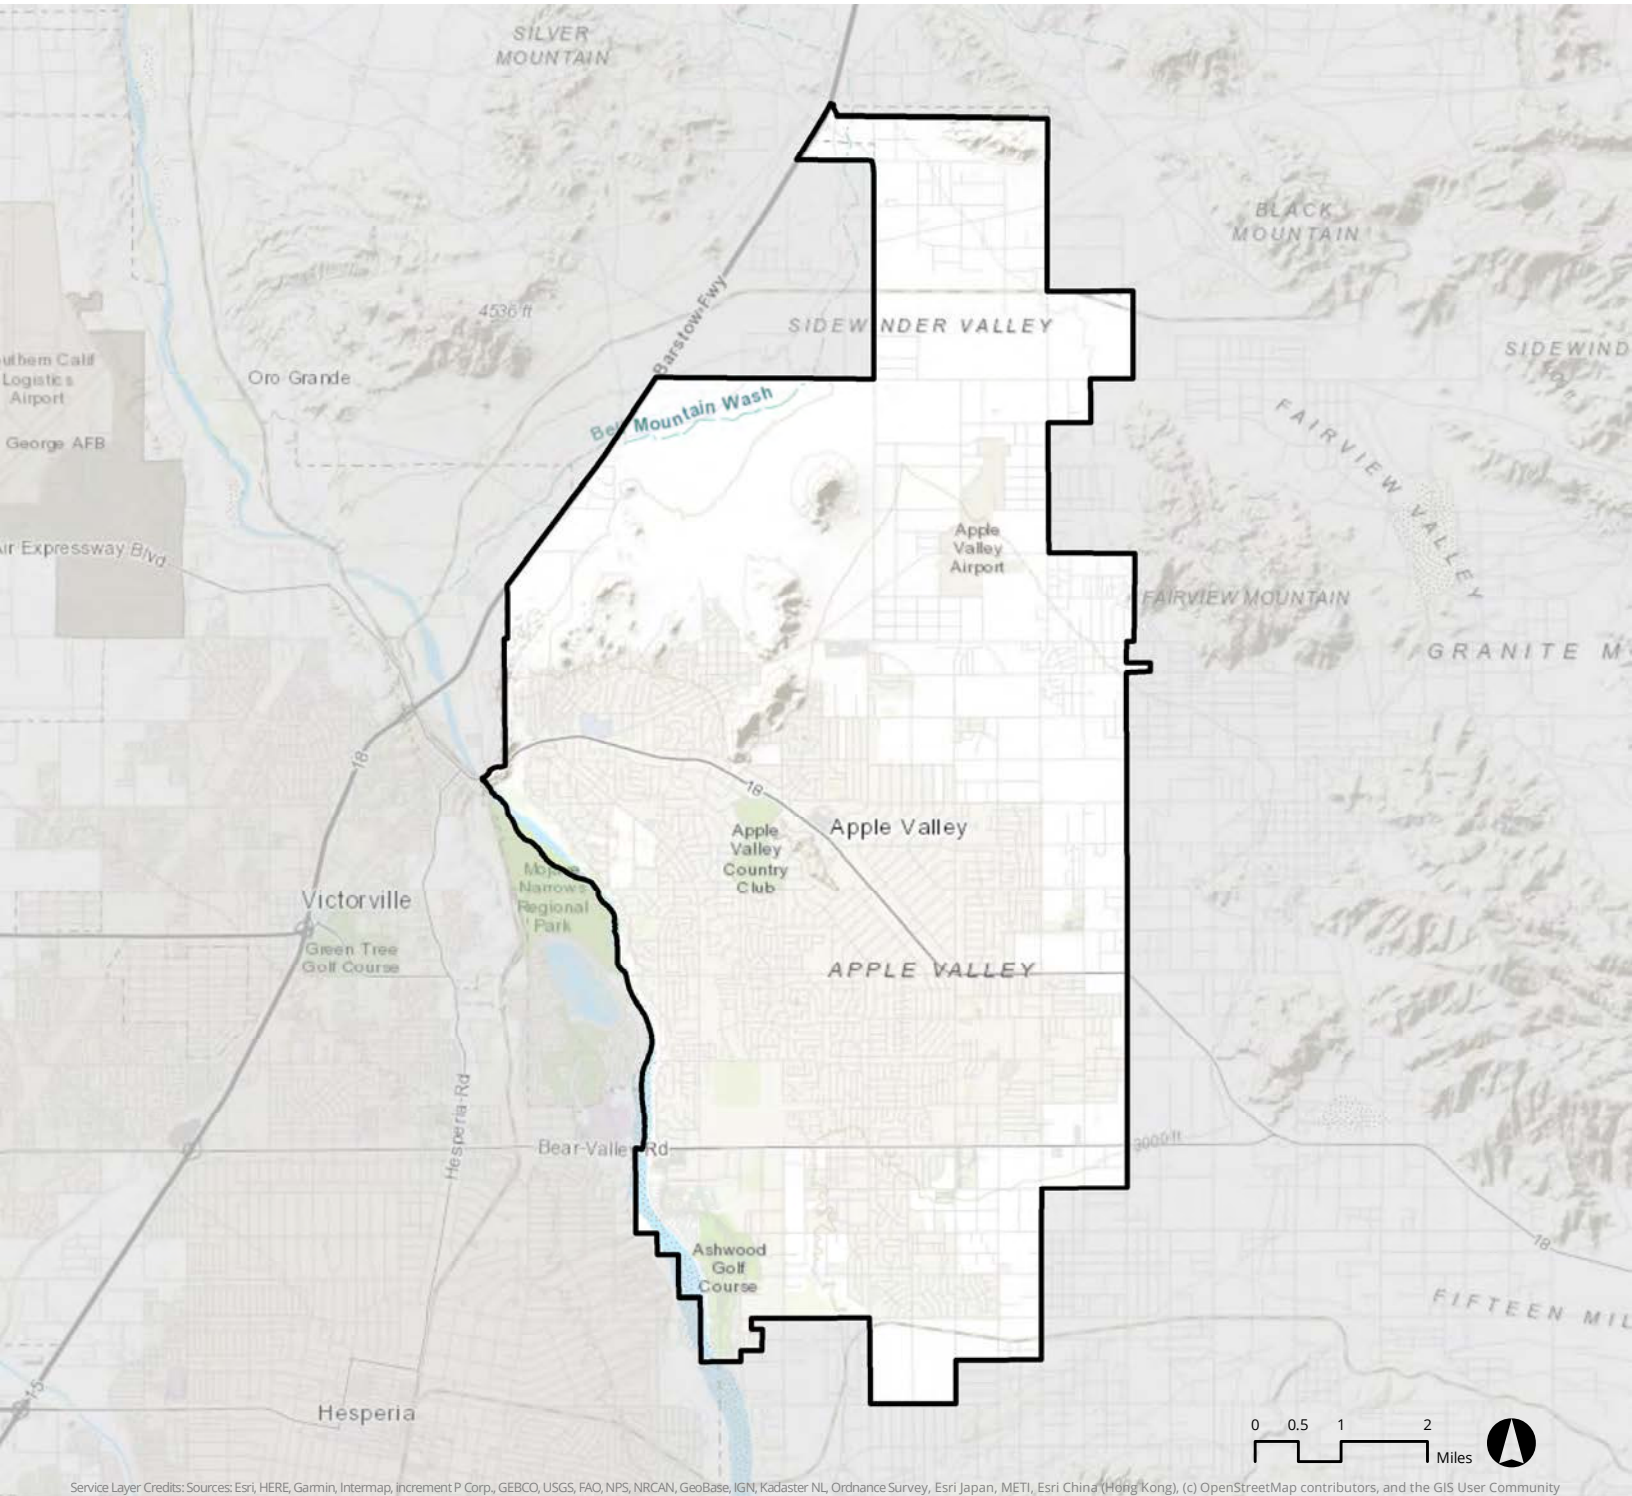 SILVER
MOUNTAIN
BLACK
MOUNTAIN
4536 ft
Barstow-Fwy
SIDEWINDER VALLEY
SIDEWIND
Southern Calif
Logistics
Airport
Oro Grande
Bell Mountain Wash
FAIRVIEW VALLEY
George AFB
Apple
Valley
Airport
Air Expressway Blvd
FAIRVIEW MOUNTAIN
GRANITE M
18
18
Apple
Valley
Country
Club
Apple Valley
Mojave
Narrows
Regional
Park
Victorville
Green Tree
Golf Course
APPLE VALLEY
Hesperia-Rd
Bear-Valley Rd
3000 ft
18
Ashwood
Golf
Course
FIFTEEN MIL
15
Hesperia
0 0.5 1 2
Miles
Service Layer Credits: Sources: Esri, HERE, Garmin, Intermap, increment P Corp., GEBCO, USGS, FAO, NPS, NRCAN, GeoBase, IGN, Kadaster NL, Ordnance Survey, Esri Japan, METI, Esri China (Hong Kong), (c) OpenStreetMap contributors, and the GIS User Community